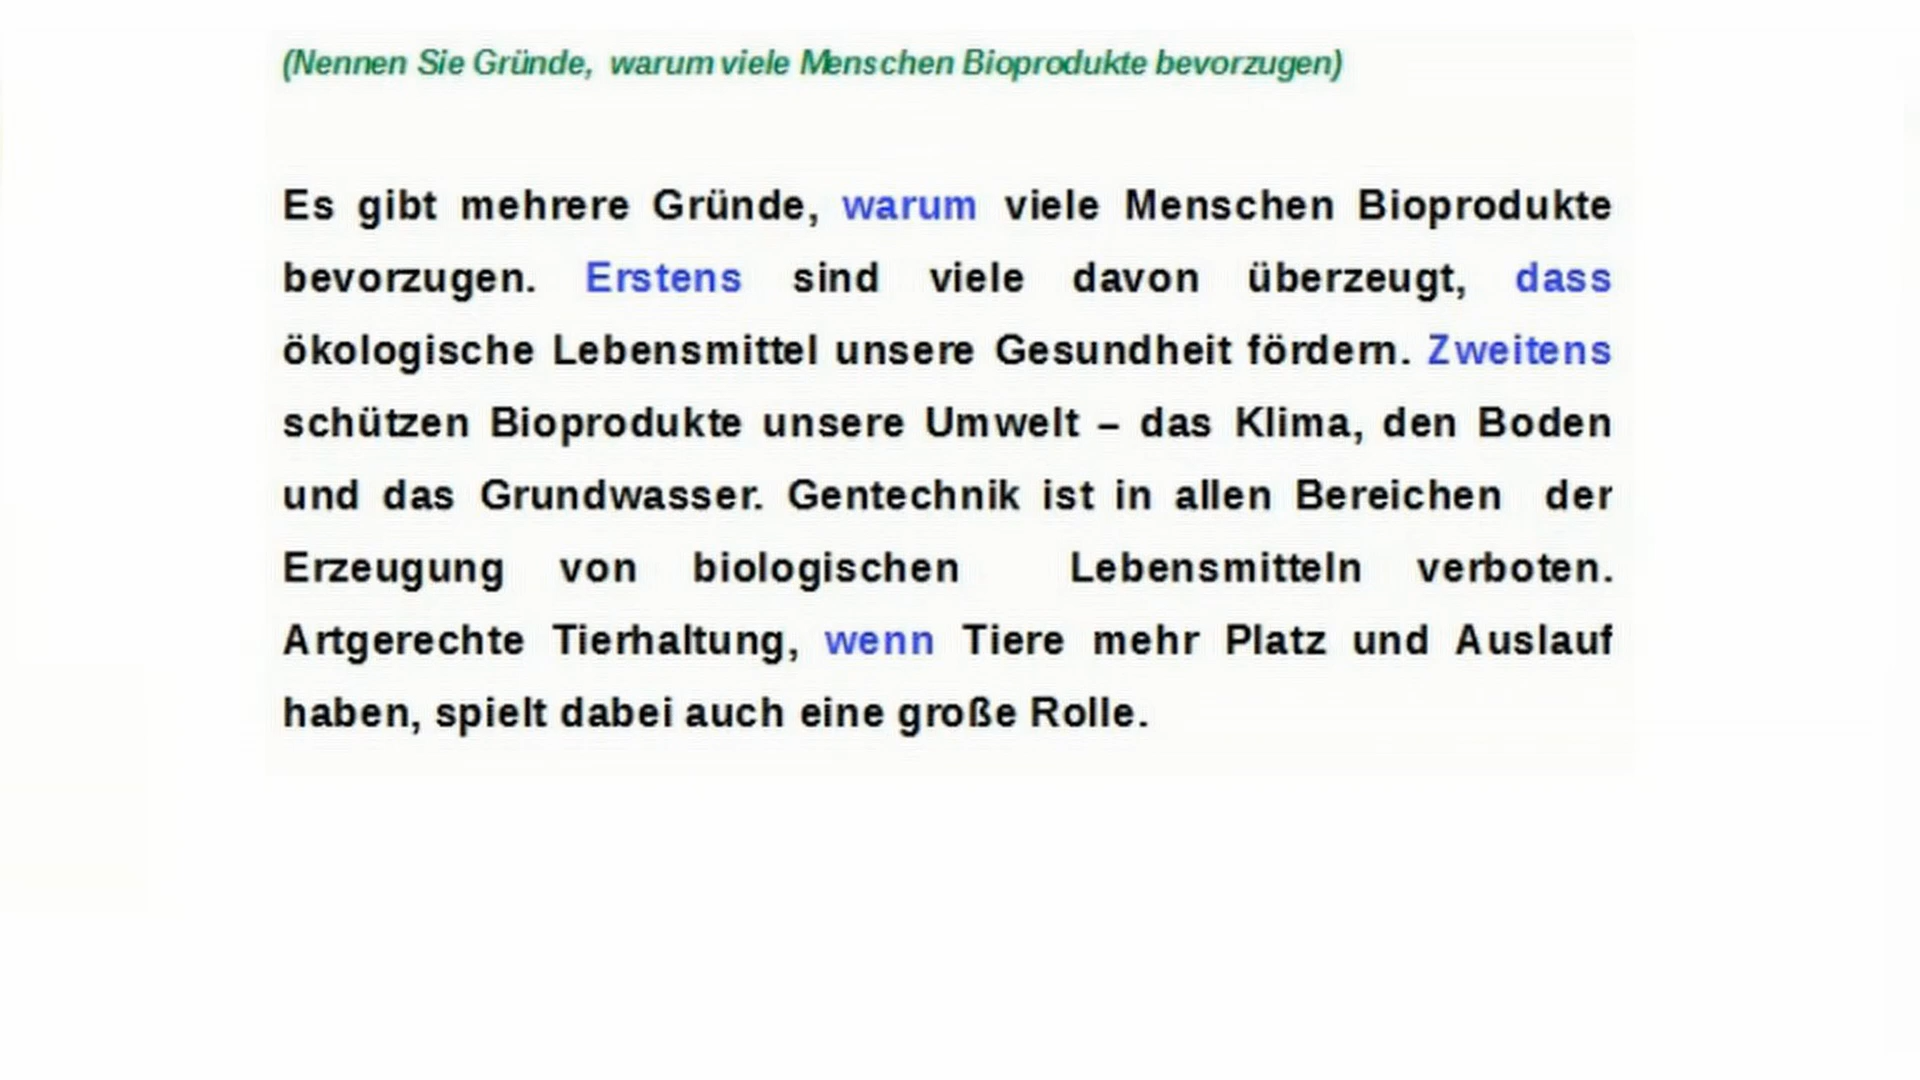 (Nennen Sie Gründe, warum viele Menschen Bioprodukte bevorzugen)
Es gibt mehrere Gründe, warum viele Menschen Bioprodukte
bevorzugen. Erstens sind viele davon überzeugt, dass
ökologische Lebensmittel unsere Gesundheit fördern. Zweitens
schützen Bioprodukte unsere Umwelt – das Klima, den Boden
und das Grundwasser. Gentechnik ist in allen Bereichen der
Erzeugung von biologischen Lebensmitteln verboten.
Artgerechte Tierhaltung, wenn Tiere mehr Platz und Auslauf
haben, spielt dabei auch eine große Rolle.